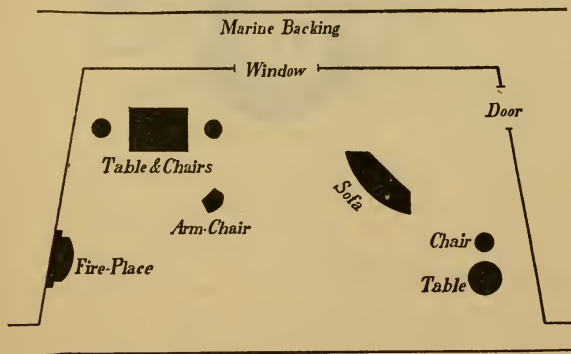 Marine Backing
Window
Door
Table & Chairs
Sofa
Arm-Chair
Chair
Fire-Place
Table